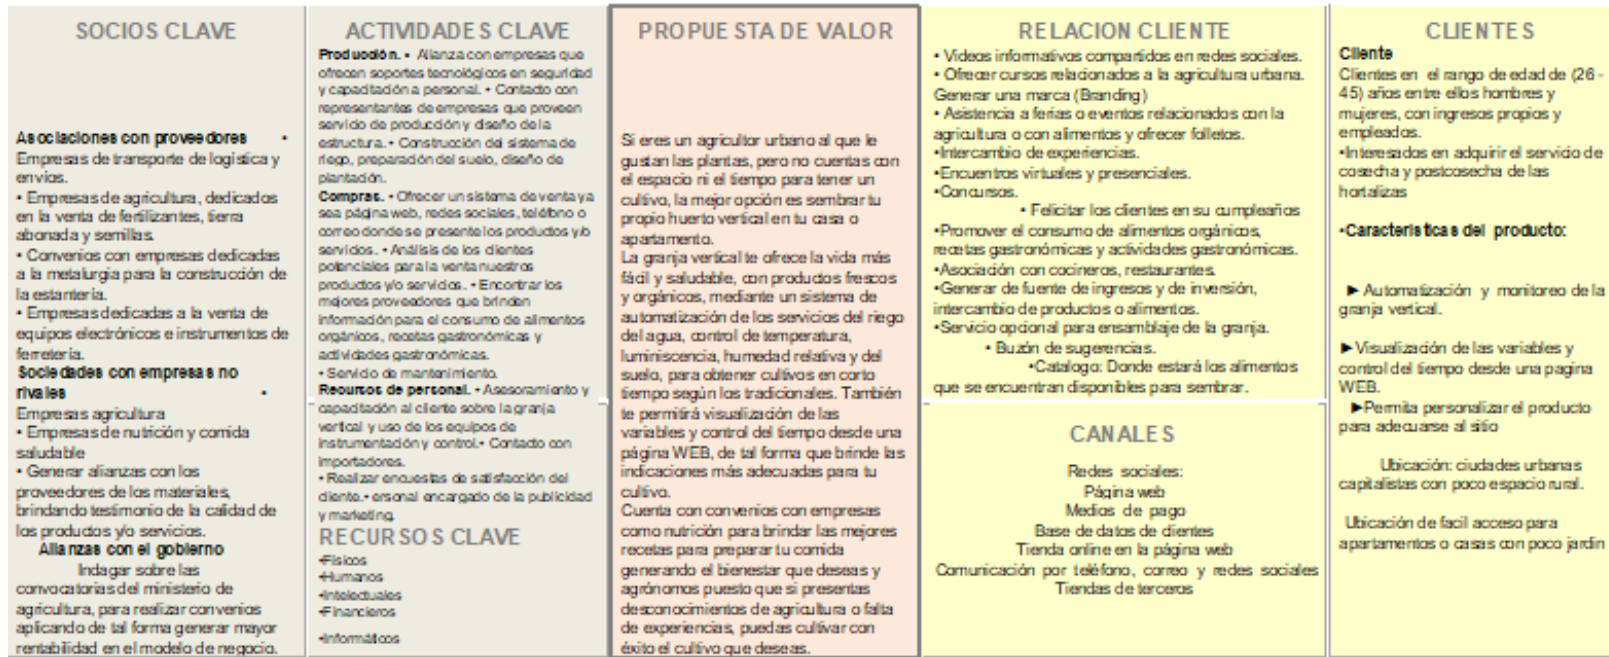 SOCIOS CLAVE
Asociaciones con proveedores •
Empresas de transporte de logística y
envíos.
• Empresas de agricultura, dedicados
en la venta de fertilizantes, tierra
abonada y semillas.
• Convenios con empresas dedicadas
a la metalurgia para la construcción de
la estantería.
• Empresas dedicadas a la venta de
equipos electrónicos e instrumentos de
ferretería.
Sociedades con empresas no
rivales •
Empresas agricultura
• Empresas de nutrición y comida
saludable
• Generar alianzas con los
proveedores de los materiales,
brindando testimonio de la calidad de
los productos y/o servicios.
Alianzas con el gobierno
Indagar sobre las
convocatorias del ministerio de
agricultura, para realizar convenios
aplicando de tal forma generar mayor
rentabilidad en el modelo de negocio.
ACTIVIDADES CLAVE
Producción. • Alianza con empresas que
ofrecen soportes tecnológicos en seguridad
y capacitación a personal. • Contacto con
representantes de empresas que proveen
servicio de producción y diseño de la
estructura. • Construcción del sistema de
riego, preparación del suelo, diseño de
plantación.
Compras. • Ofrecer un sistema de venta ya
sea página web, redes sociales, teléfono o
correo donde se presente los productos y/o
servicios. • Análisis de los clientes
potenciales para la venta nuestros
productos y/o servicios. • Encontrar los
mejores proveedores que brinden
información para el consumo de alimentos
orgánicos, recetas gastronómicas y
actividades gastronómicas.
• Servicio de mantenimiento.
Recursos de personal. • Asesoramiento y
capacitación al cliente sobre la granja
vertical y uso de los equipos de
instrumentación y control.• Contacto con
importadores.
• Realizar encuestas de satisfacción del
cliente.• ersonal encargado de la publicidad
y marketing.
RECURSOS CLAVE
•Físicos
•Humanos
•Intelectuales
•Financieros
•Informáticos
PROPUESTA DE VALOR
Si eres un agricultor urbano al que le
gustan las plantas, pero no cuentas con
el espacio ni el tiempo para tener un
cultivo, la mejor opción es sembrar tu
propio huerto vertical en tu casa o
apartamento.
La granja vertical te ofrece la vida más
fácil y saludable, con productos frescos
y orgánicos, mediante un sistema de
automatización de los servicios del riego
del agua, control de temperatura,
luminiscencia, humedad relativa y del
suelo, para obtener cultivos en corto
tiempo según los tradicionales. También
te permitirá visualización de las
variables y control del tiempo desde una
página WEB, de tal forma que brinde las
indicaciones más adecuadas para tu
cultivo.
Cuenta con convenios con empresas
como nutrición para brindar las mejores
recetas para preparar tu comida
generando el bienestar que deseas y
agrónomos puesto que si presentas
desconocimientos de agricultura o falta
de experiencias, puedas cultivar con
éxito el cultivo que deseas.
RELACION CLIENTE
• Videos informativos compartidos en redes sociales.
• Ofrecer cursos relacionados a la agricultura urbana.
Generar una marca (Branding)
• Asistencia a ferias o eventos relacionados con la
agricultura o con alimentos y ofrecer folletos.
•Intercambio de experiencias.
•Encuentros virtuales y presenciales.
•Concursos.
• Felicitar los clientes en su cumpleaños
•Promover el consumo de alimentos orgánicos,
recetas gastronómicas y actividades gastronómicas.
•Asociación con cocineros, restaurantes.
•Generar de fuente de ingresos y de inversión,
intercambio de productos o alimentos.
•Servicio opcional para ensamblaje de la granja.
• Buzón de sugerencias.
•Catalogo: Donde estará los alimentos
que se encuentran disponibles para sembrar.
CANALES
Redes sociales:
Página web
Medios de pago
Base de datos de clientes
Tienda online en la página web
Comunicación por teléfono, correo y redes sociales
Tiendas de terceros
CLIENTES
Cliente
Clientes en el rango de edad de (26 -
45) años entre ellos hombres y
mujeres, con ingresos propios y
empleados.
•Interesados en adquirir el servicio de
cosecha y postcosecha de las
hortalizas
•Caracteristicas del producto:
►Automatización y monitoreo de la
granja vertical.
►Visualización de las variables y
control del tiempo desde una pagina
WEB.
►Permita personalizar el producto
para adecuarse al sitio
Ubicación: ciudades urbanas
capitalistas con poco espacio rural.
Ubicación de facil acceso para
apartamentos o casas con poco jardin